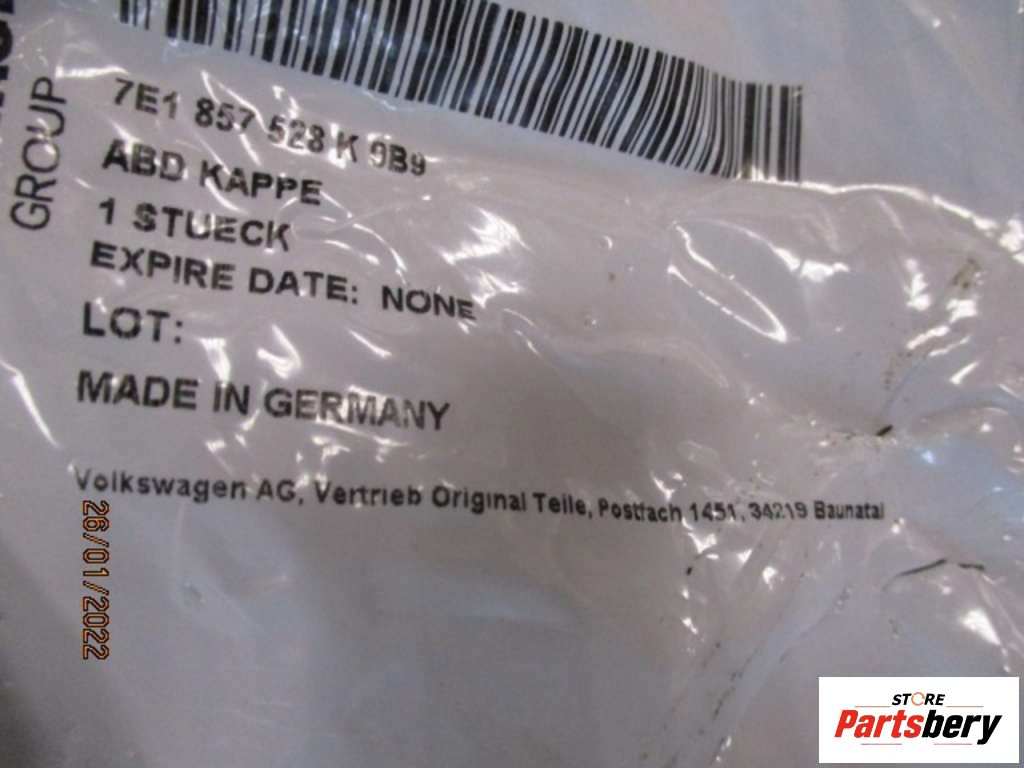 GROUP
7E1 857 528 K 9B9
ABD KAPPE
1 STUECK
EXPIRE DATE: NONE
LOT:
MADE IN GERMANY
Volkswagen AG, Vertrieb Original Teile, Postfach 1451, 34219 Baunatal
26/01/2022
STORE
Partsbery